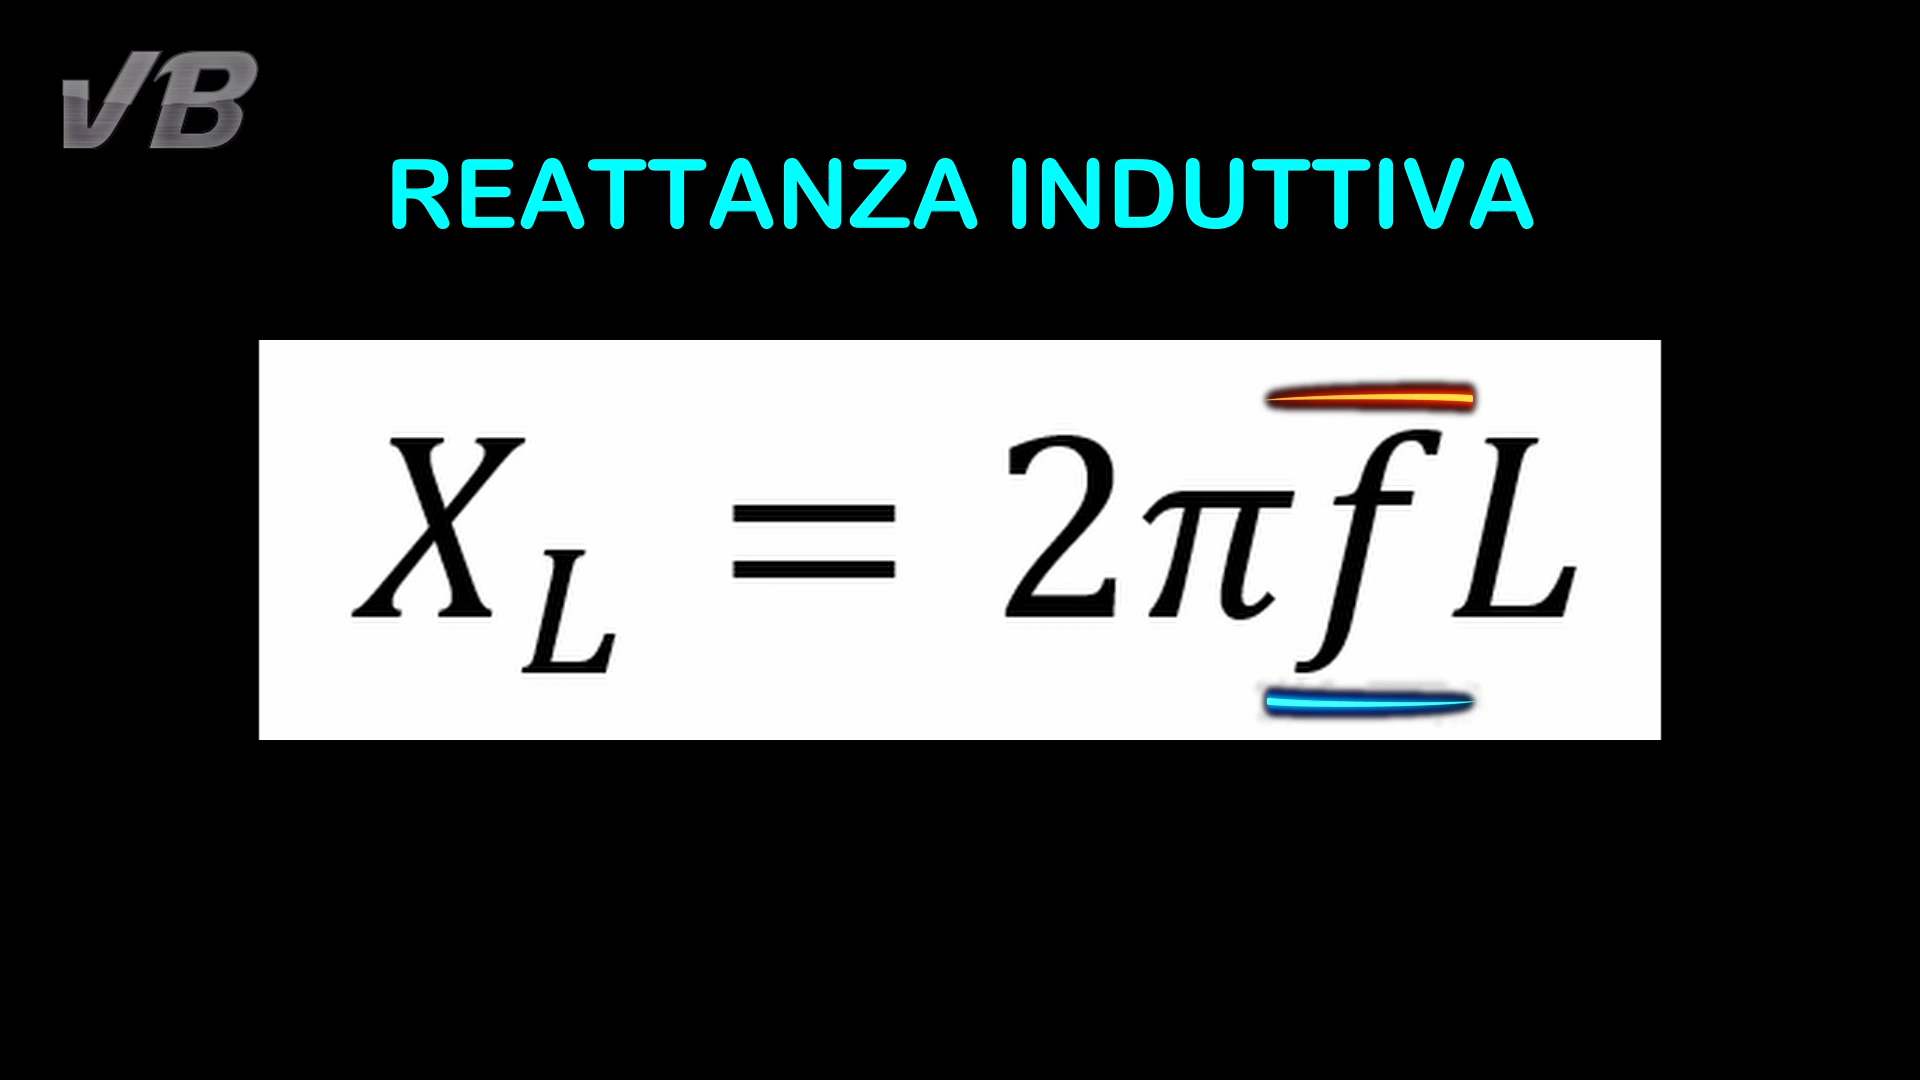 VB
REATTANZA INDUTTIVA
X_L = 2πfL